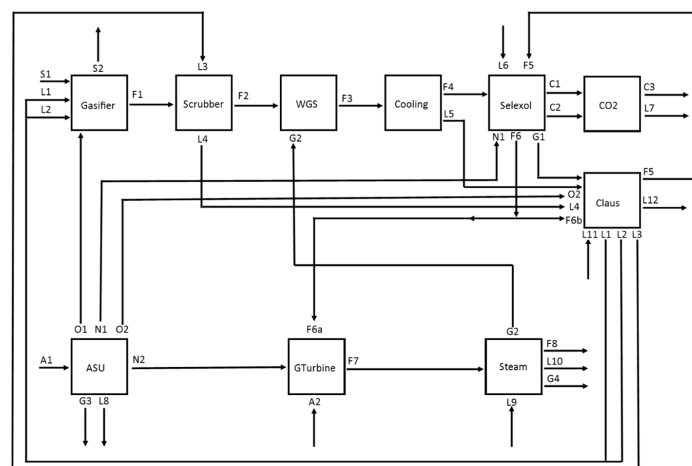 S2
L3
L6 F5
S1
L1
L2
Gasifier
F1
Scrubber
F2
WGS
F3
Cooling
F4
L5
Selexol
C1
C2
CO2
C3
L7
L4
G2
N1 F6 G1
O2
L4
F6b
Claus
F5
L12
L11 L1 L2 L3
O1 N1 O2
F6a
G2
A1
ASU
N2
GTurbine
F7
Steam
F8
L10
G4
G3 L8
A2
L9